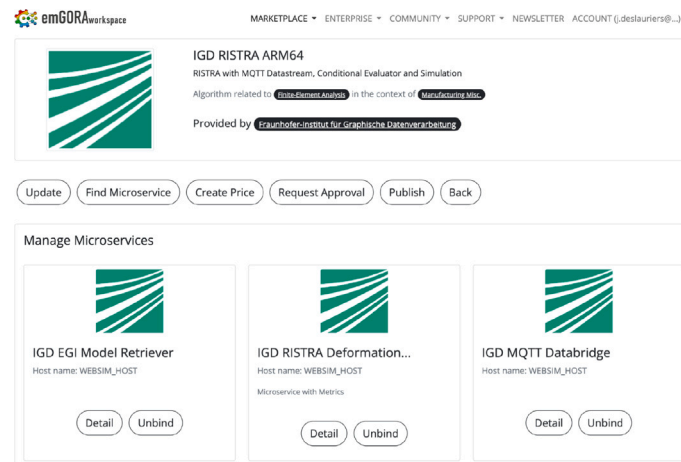 emGORAworkspace
MARKETPLACE ENTERPRISE COMMUNITY SUPPORT NEWSLETTER ACCOUNT (j.deslauriers@...)
IGD RISTRA ARM64
RISTRA with MQTT Datastream, Conditional Evaluator and Simulation
Algorithm related to Finite-Element Analysis in the context of Manufacturing Misc.
Provided by Fraunhofer-Institut für Graphische Datenverarbeitung
Update Find Microservice Create Price Request Approval Publish Back
Manage Microservices
IGD EGI Model Retriever IGD RISTRA Deformation... IGD MQTT Databridge
Host name: WEBSIM_HOST Host name: WEBSIM_HOST Host name: WEBSIM_HOST
Microservice with Metrics
Detail Unbind Detail Unbind Detail Unbind